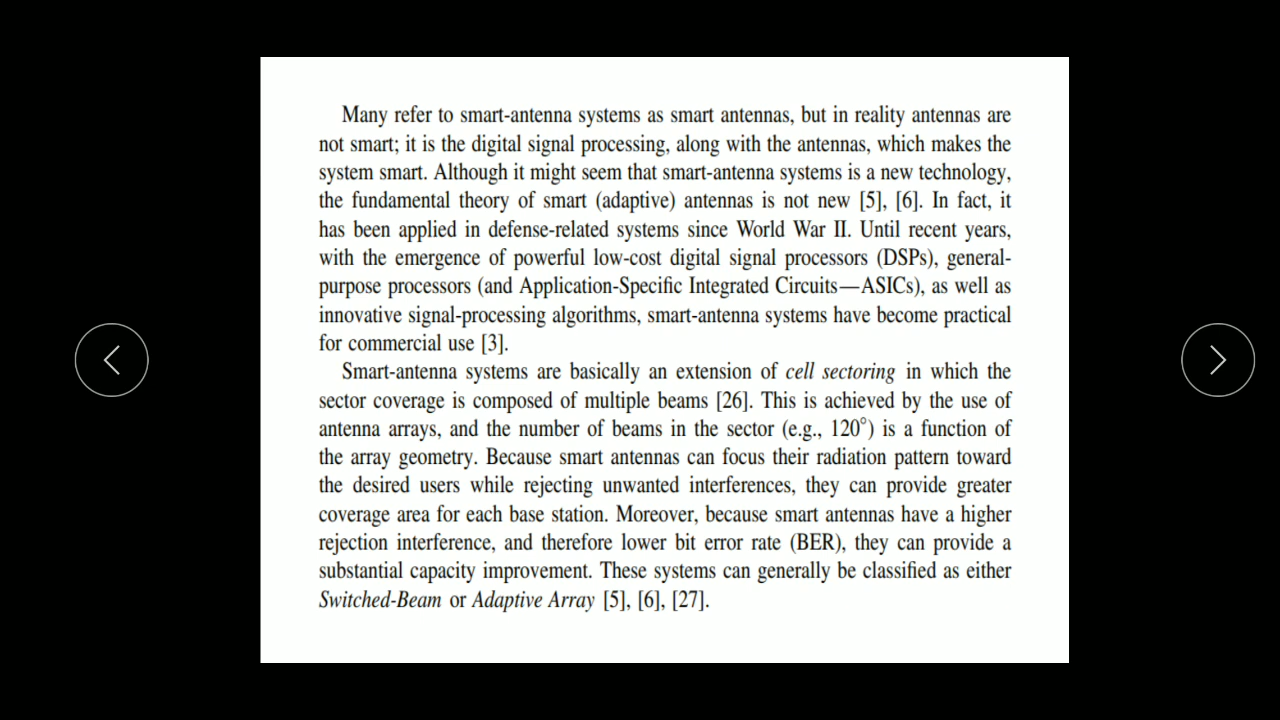 Many refer to smart-antenna systems as smart antennas, but in reality antennas are
not smart; it is the digital signal processing, along with the antennas, which makes the
system smart. Although it might seem that smart-antenna systems is a new technology,
the fundamental theory of smart (adaptive) antennas is not new [5], [6]. In fact, it
has been applied in defense-related systems since World War II. Until recent years,
with the emergence of powerful low-cost digital signal processors (DSPs), general-
purpose processors (and Application-Specific Integrated Circuits—ASICs), as well as
innovative signal-processing algorithms, smart-antenna systems have become practical
for commercial use [3].
Smart-antenna systems are basically an extension of cell sectoring in which the
sector coverage is composed of multiple beams [26]. This is achieved by the use of
antenna arrays, and the number of beams in the sector (e.g., 120°) is a function of
the array geometry. Because smart antennas can focus their radiation pattern toward
the desired users while rejecting unwanted interferences, they can provide greater
coverage area for each base station. Moreover, because smart antennas have a higher
rejection interference, and therefore lower bit error rate (BER), they can provide a
substantial capacity improvement. These systems can generally be classified as either
Switched-Beam or Adaptive Array [5], [6], [27].